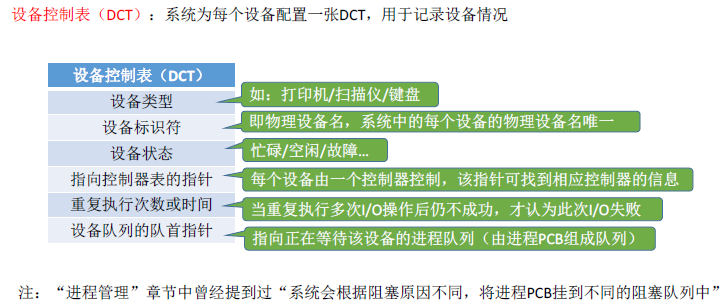 设备控制表（DCT）：系统为每个设备配置一张DCT，用于记录设备情况
设备控制表（DCT）
设备类型
如：打印机/扫描仪/键盘
设备标识符
即物理设备名，系统中的每个设备的物理设备名唯一
设备状态
忙碌/空闲/故障…
指向控制器表的指针
每个设备由一个控制器控制，该指针可找到相应控制器的信息
重复执行次数或时间
当重复执行多次I/O操作后仍不成功，才认为此次I/O失败
设备队列的队首指针
指向正在等待该设备的进程队列（由进程PCB组成队列）
注：“进程管理”章节中曾经提到过“系统会根据阻塞原因不同，将进程PCB挂到不同的阻塞队列中”